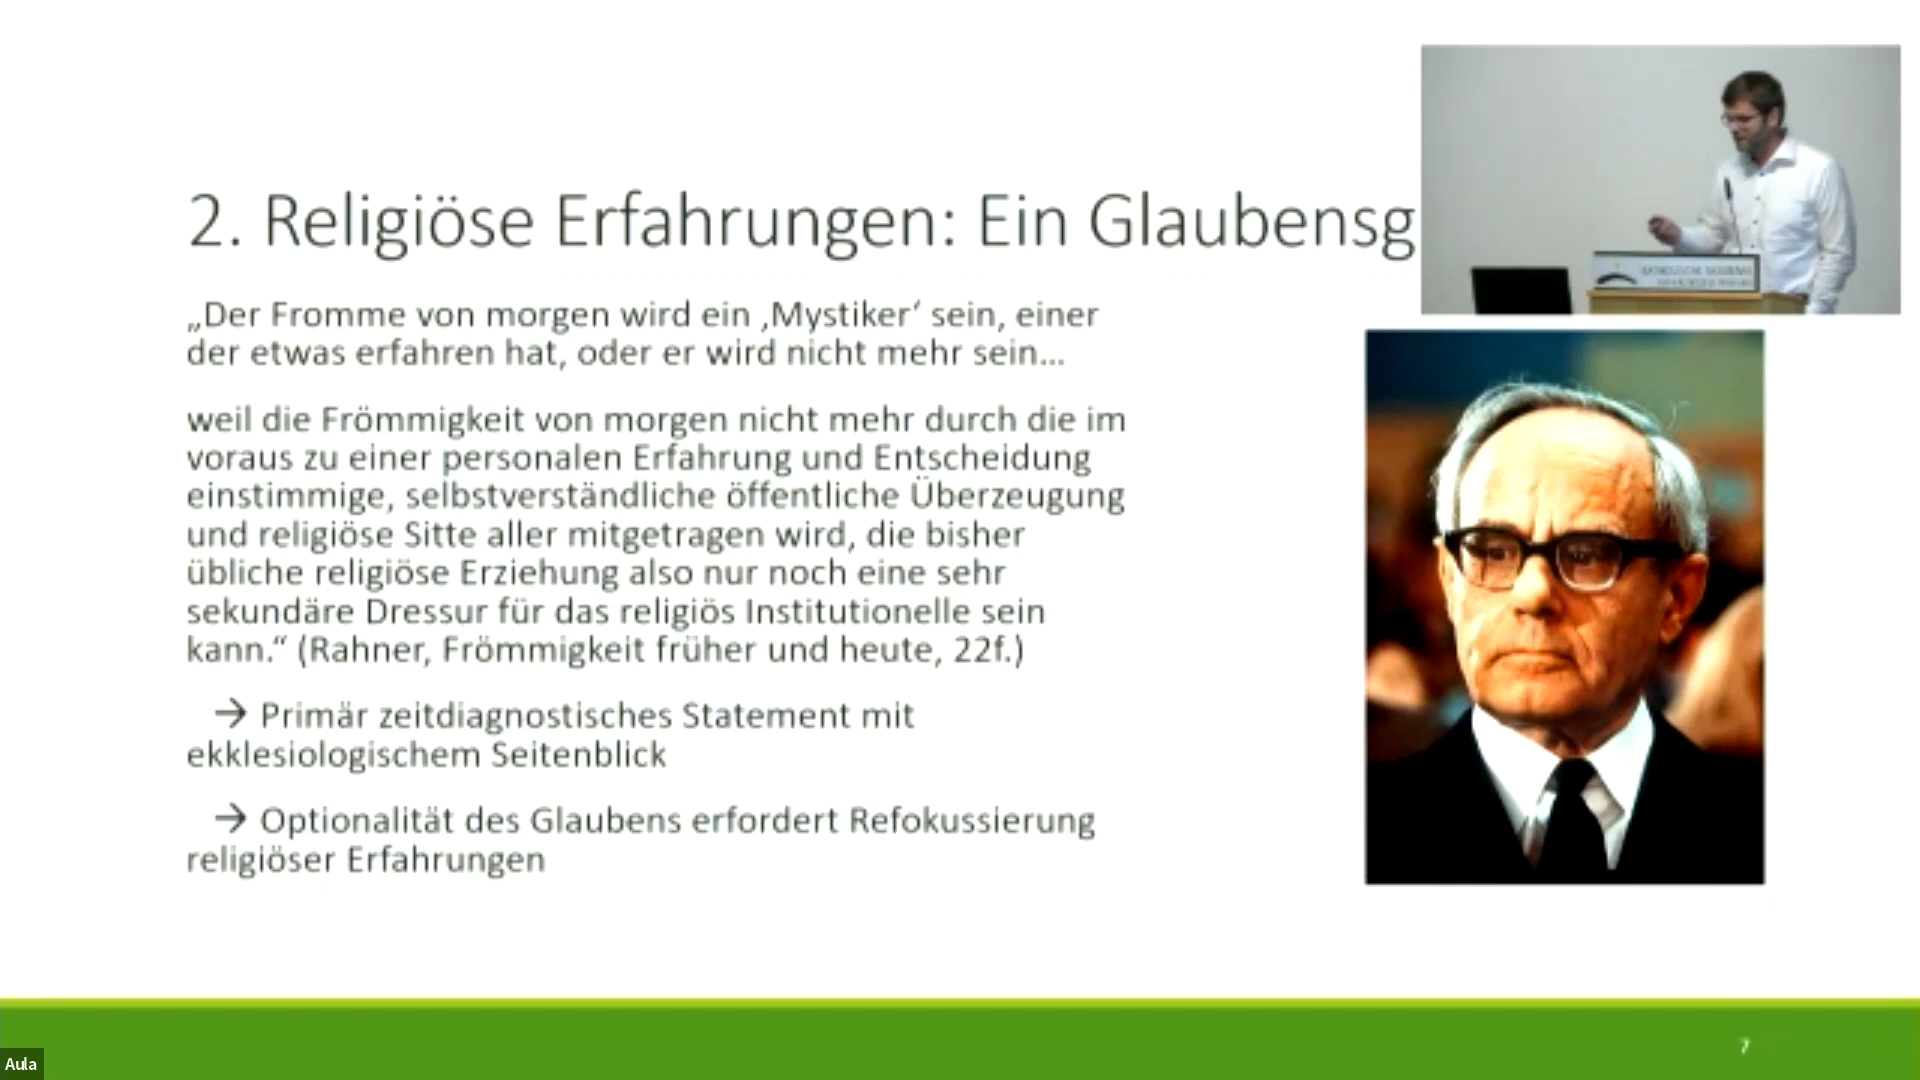 2. Religiöse Erfahrungen: Ein Glaubensg
„Der Fromme von morgen wird ein ‚Mystiker‘ sein, einer
der etwas erfahren hat, oder er wird nicht mehr sein...
weil die Frömmigkeit von morgen nicht mehr durch die im
voraus zu einer personalen Erfahrung und Entscheidung
einstimmige, selbstverständliche öffentliche Überzeugung
und religiöse Sitte aller mitgetragen wird, die bisher
übliche religiöse Erziehung also nur noch eine sehr
sekundäre Dressur für das religiös Institutionelle sein
kann.“ (Rahner, Frömmigkeit früher und heute, 22f.)
→ Primär zeitdiagnostisches Statement mit
ekklesiologischem Seitenblick
→ Optionalität des Glaubens erfordert Refokussierung
religiöser Erfahrungen
7
Aula